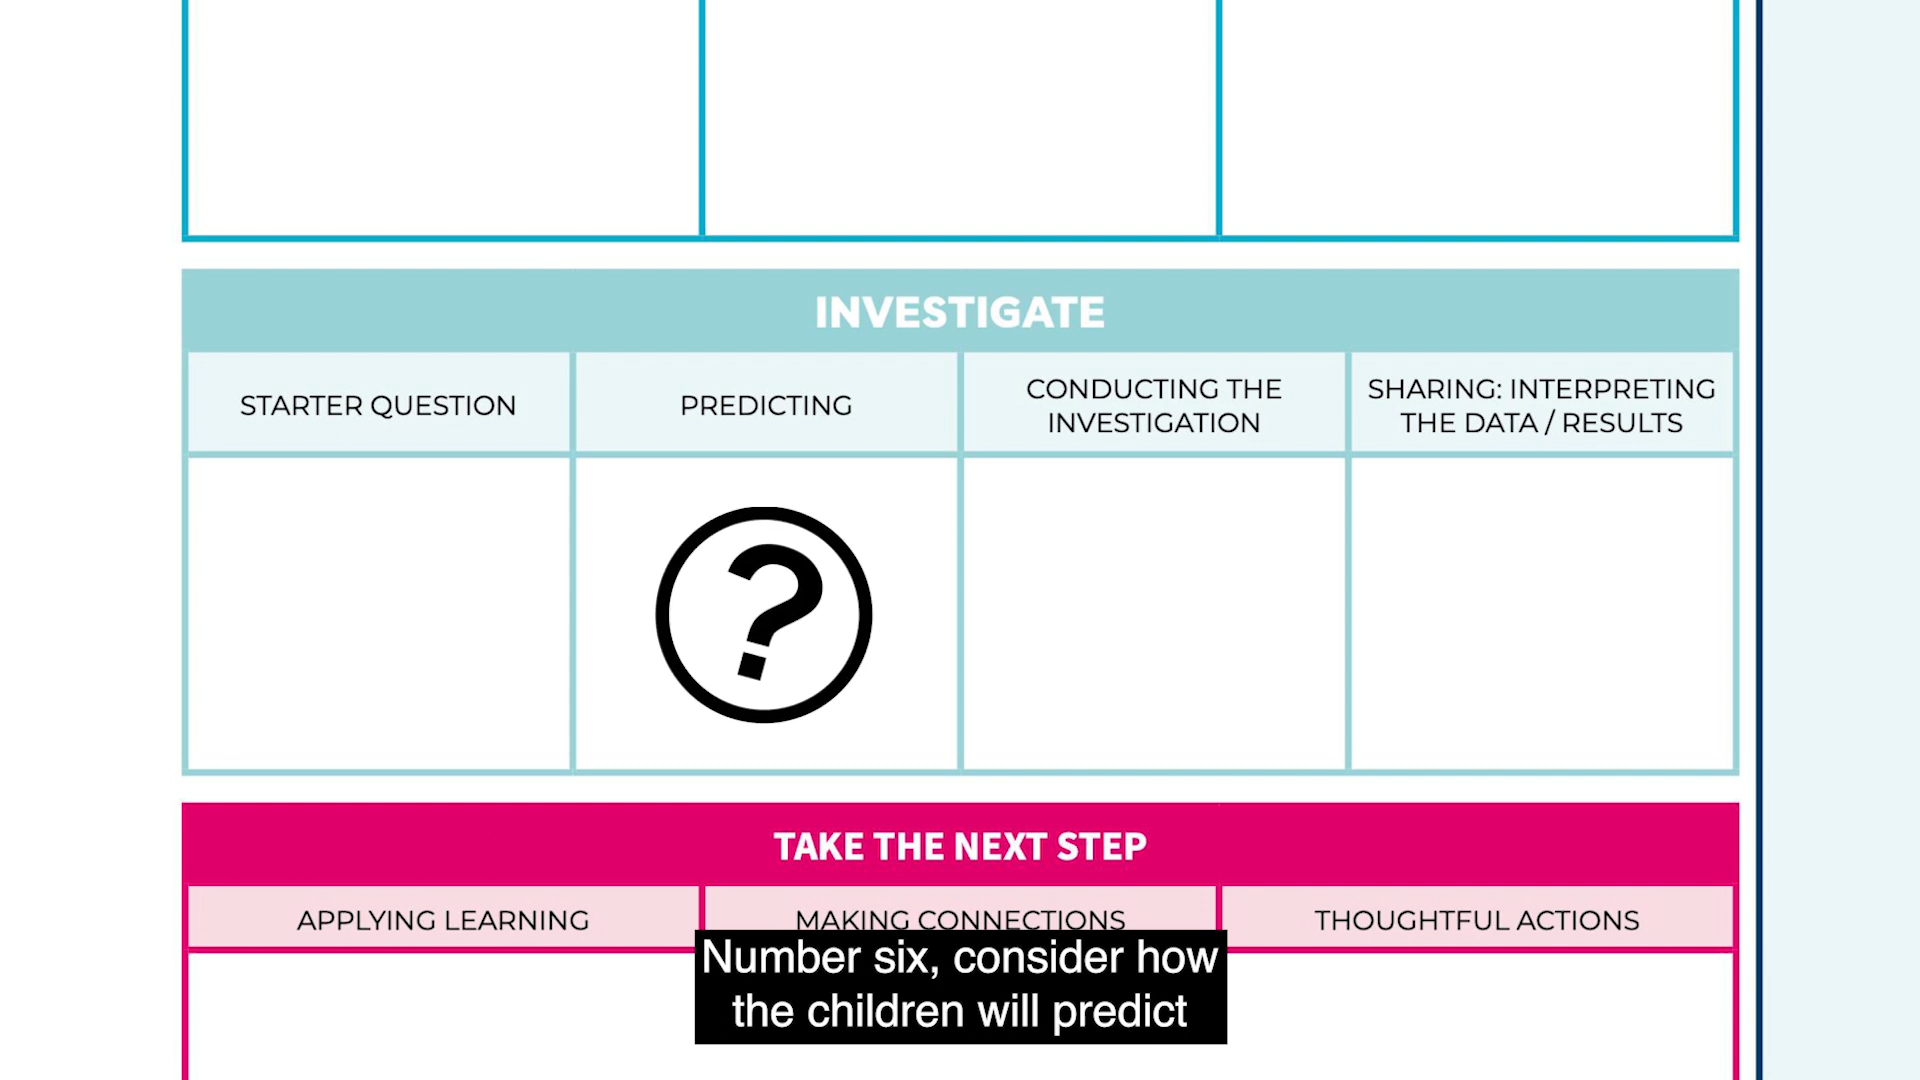 INVESTIGATE
STARTER QUESTION
PREDICTING
CONDUCTING THE
INVESTIGATION
SHARING: INTERPRETING
THE DATA / RESULTS
?
TAKE THE NEXT STEP
APPLYING LEARNING
MAKING CONNECTIONS
THOUGHTFUL ACTIONS
Number six, consider how
the children will predict